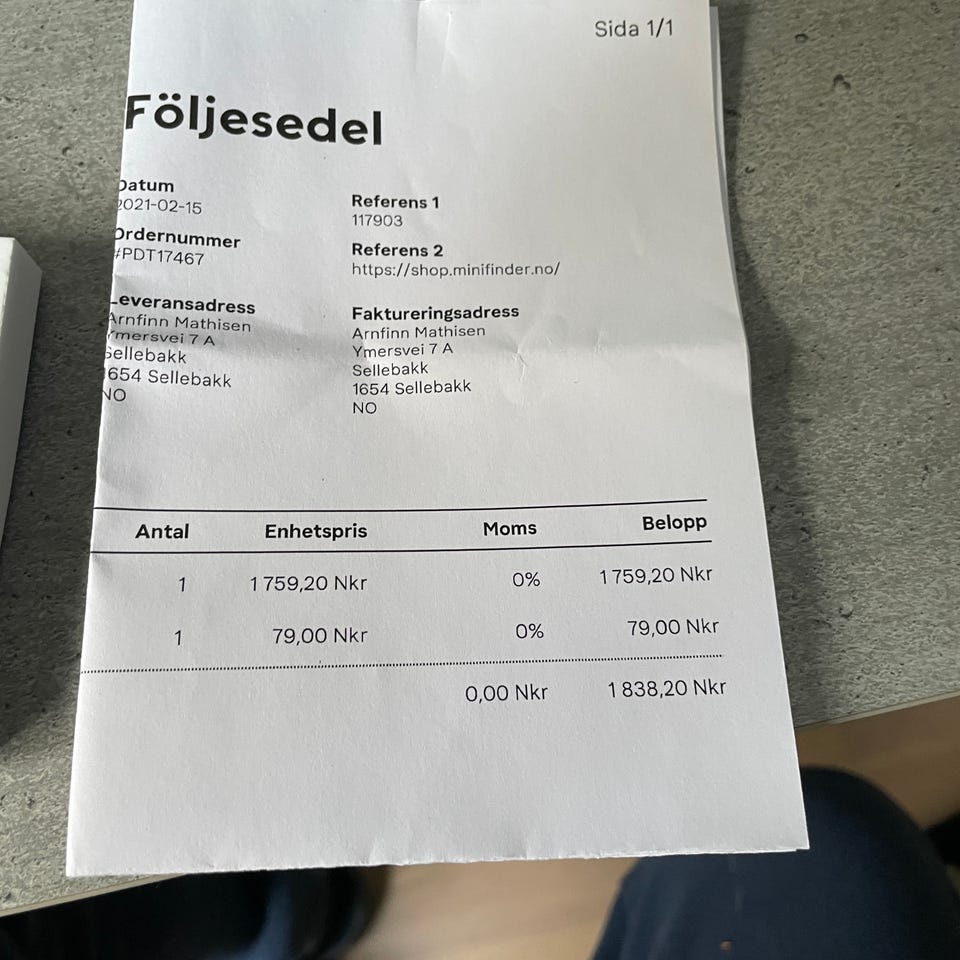 Sida 1/1
Följesedel
Datum
2021-02-15
Ordernummer
#PDT17467
Referens 1
117903
Referens 2
https://shop.minifinder.no/
Leveransadress
Arnfinn Mathisen
Ymersvei 7 A
Sellebakk
1654 Sellebakk
NO
Faktureringsadress
Arnfinn Mathisen
Ymersvei 7 A
Sellebakk
1654 Sellebakk
NO
Antal Enhetspris Moms Belopp
1 1 759,20 Nkr 0% 1 759,20 Nkr
1 79,00 Nkr 0% 79,00 Nkr
0,00 Nkr 1 838,20 Nkr